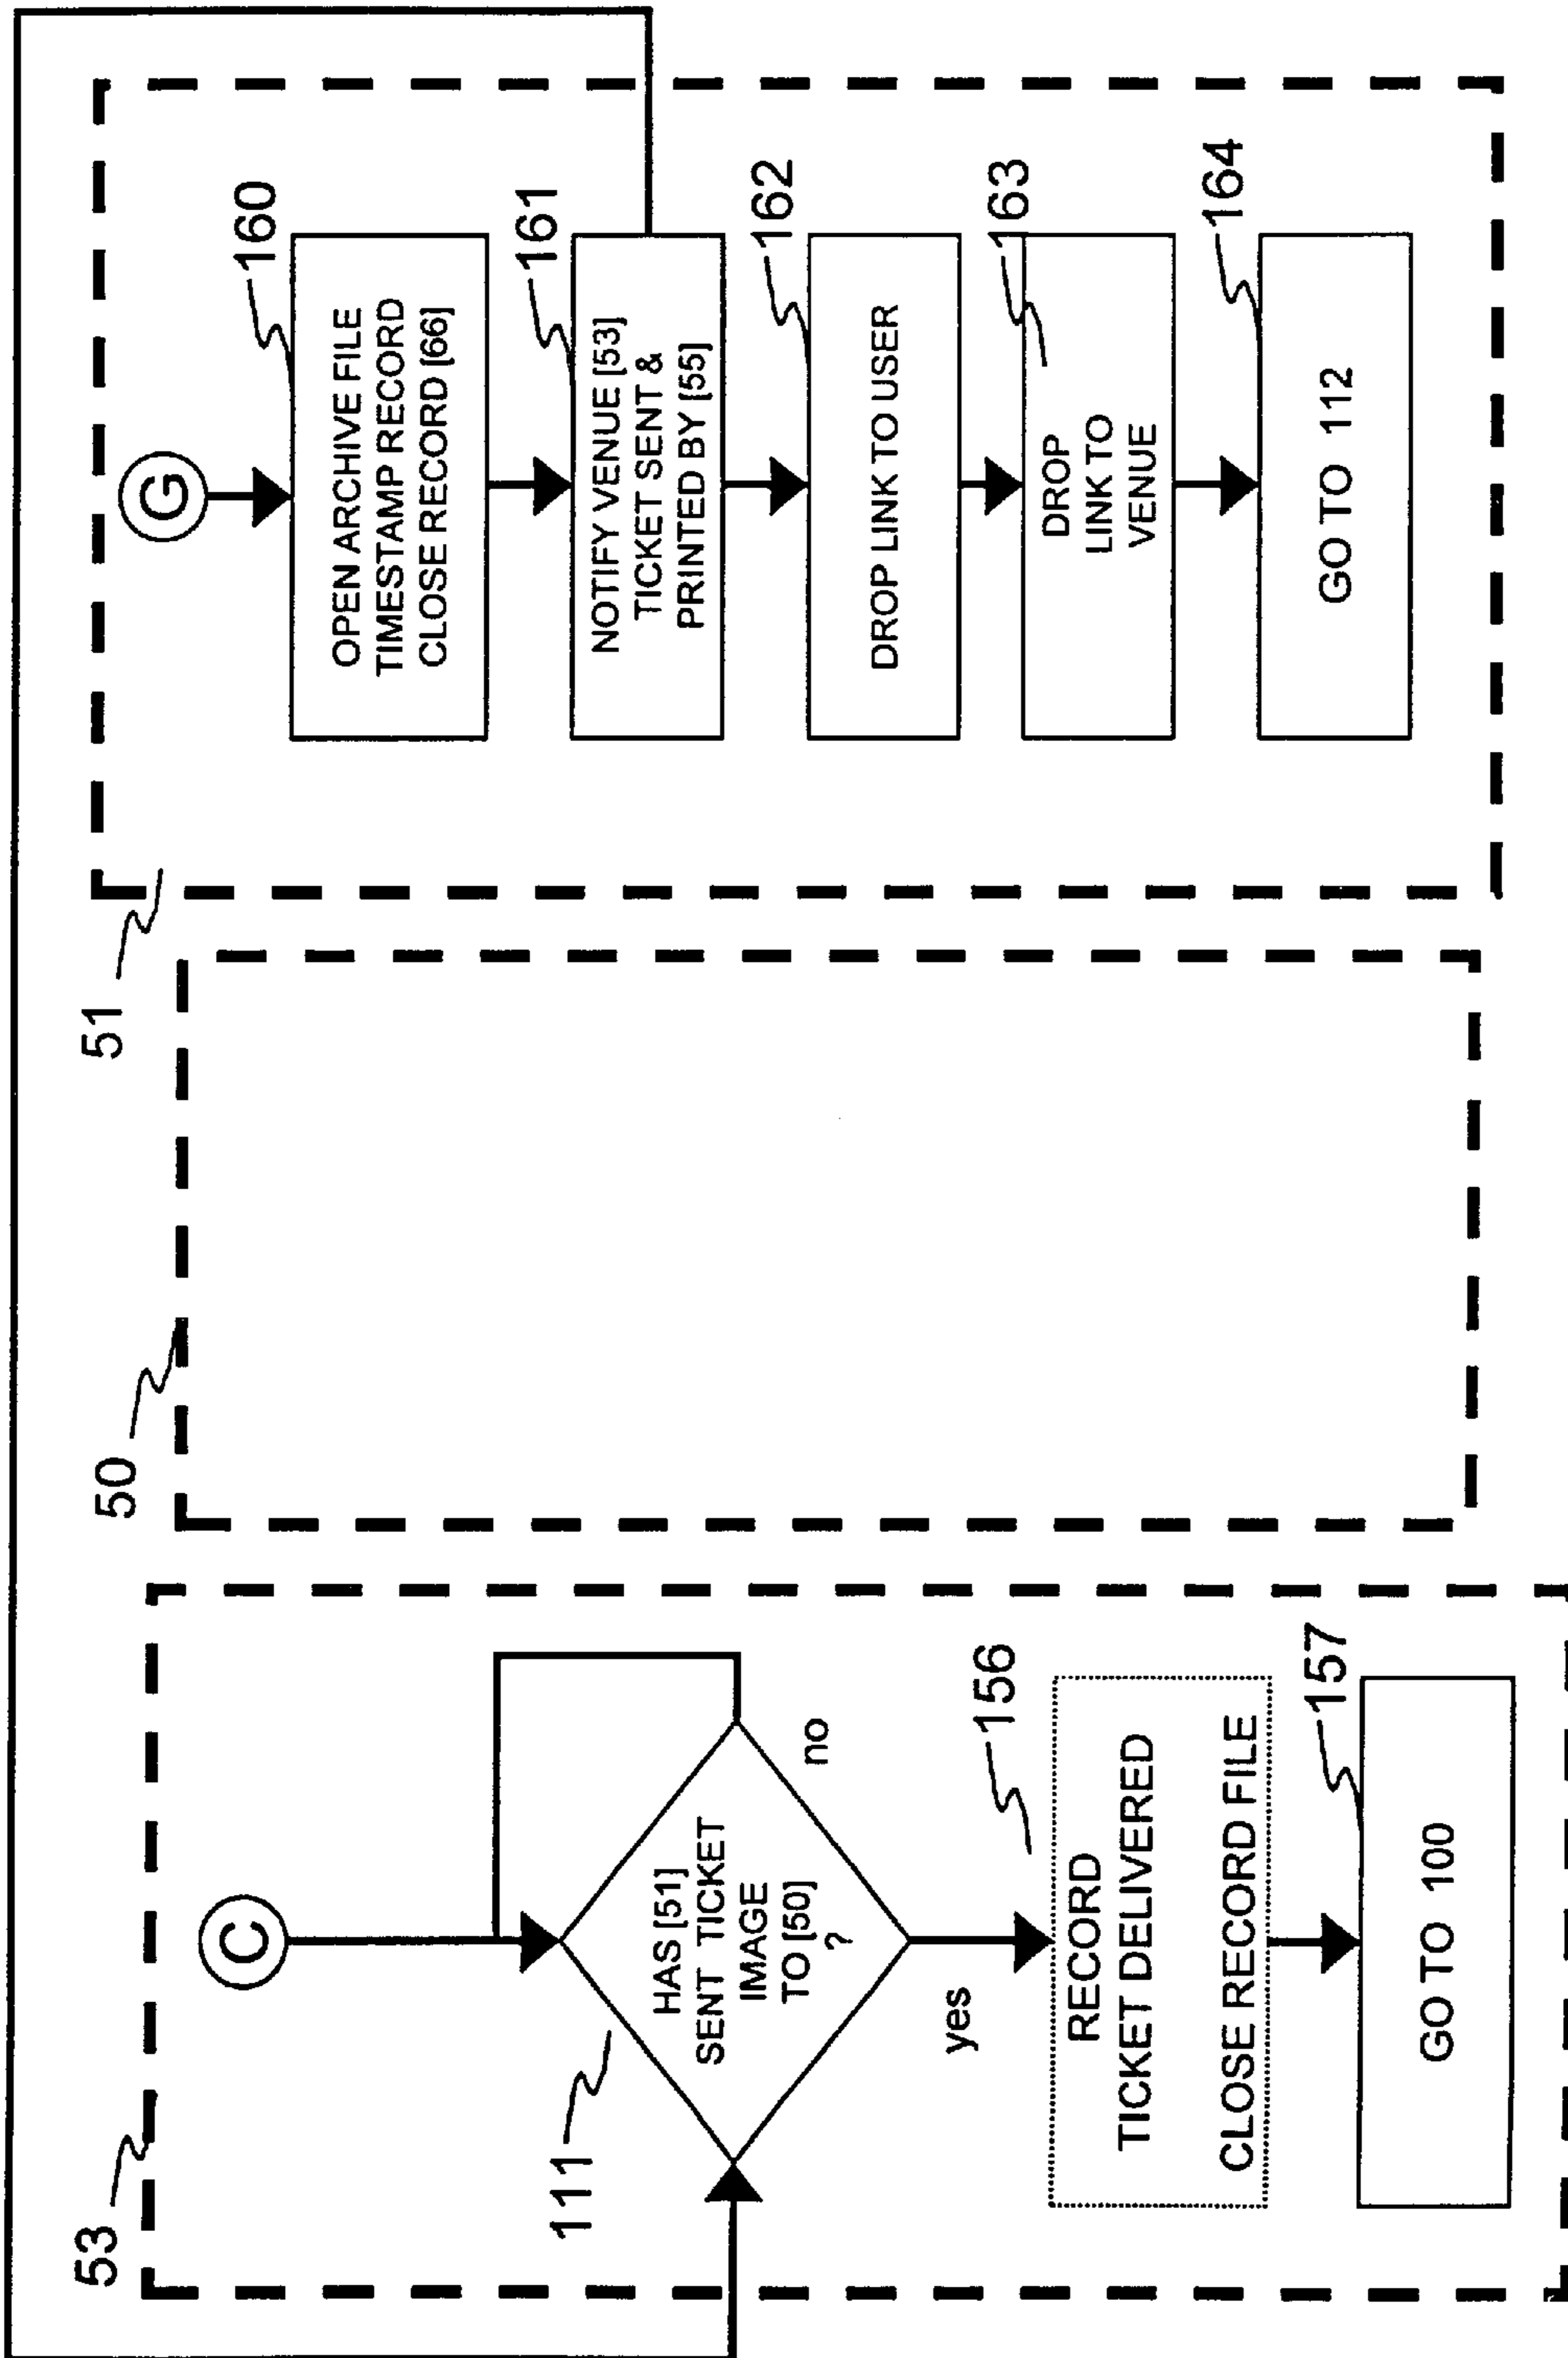 53
C
111
HAS [51]
SENT TICKET
IMAGE
TO [50]
?
no
yes
156
RECORD
TICKET DELIVERED
CLOSE RECORD FILE
157
GO TO 100
50
51
G
160
OPEN ARCHIVE FILE
TIMESTAMP RECORD
CLOSE RECORD [66]
161
NOTIFY VENUE [53]
TICKET SENT &
PRINTED BY [55]
162
DROP LINK TO USER
163
DROP
LINK TO
VENUE
164
GO TO 112